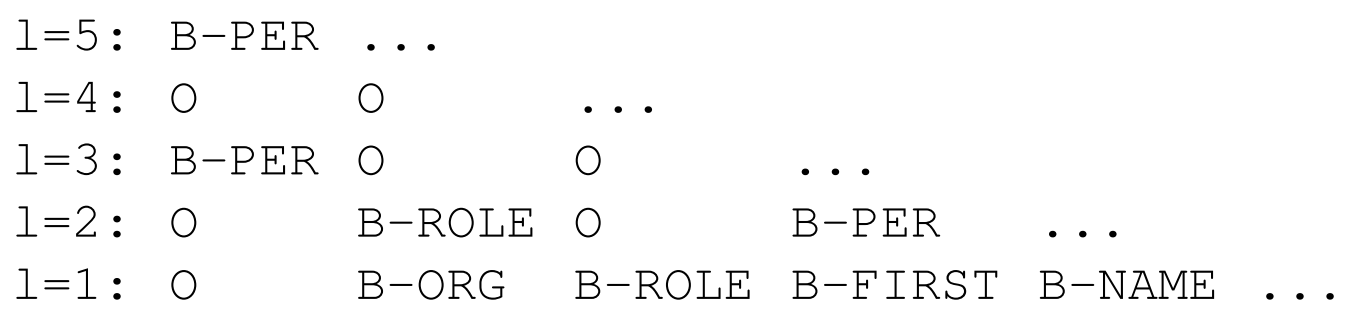 l=5: B-PER ...
l=4: O O ...
l=3: B-PER O O ...
l=2: O B-ROLE O B-PER ...
l=1: O B-ORG B-ROLE B-FIRST B-NAME ...